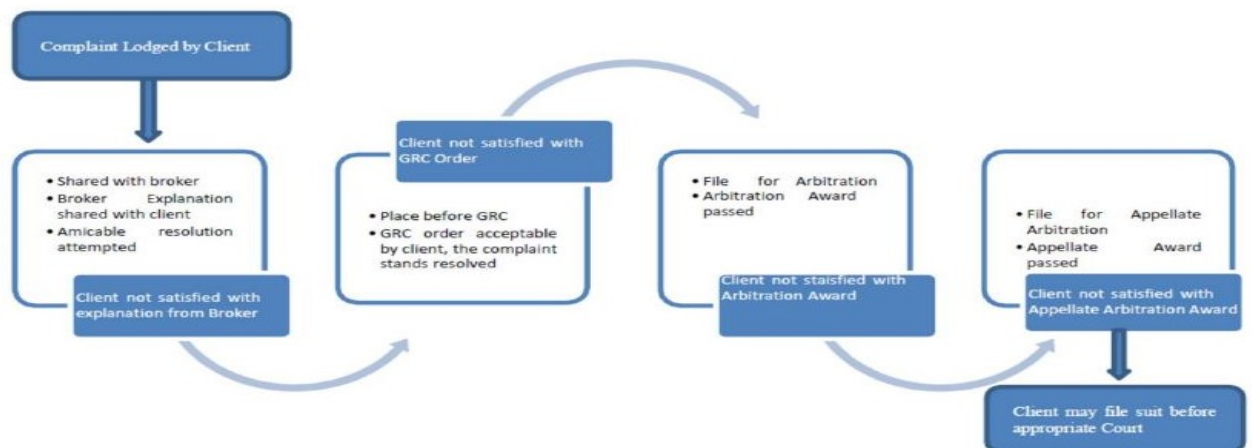 Complaint Lodged by Client
• Shared with broker
• Broker Explanation
shared with client
• Amicable resolution
attempted
Client not satisfied with
explanation from Broker
Client not satisfied with
GRC Order
• Place before GRC
• GRC order acceptable
by client, the complaint
stands resolved
• File for Arbitration
• Arbitration Award
passed
Client not staisfied with
Arbitration Award
• File for Appellate
Arbitration
• Appellate Award
passed
Client not satisfied with
Appellate Arbitration Award
Client may file suit before
appropriate Court